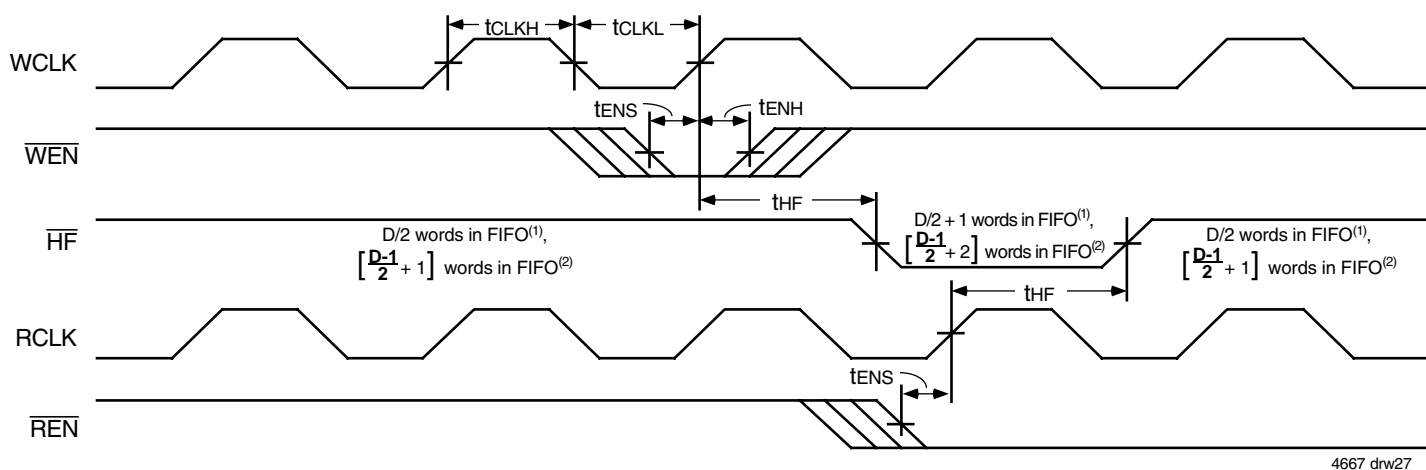 tCLKH
tCLKL
WCLK
tENS
tENH
WEN
tHF
HF
D/2 words in FIFO(1),
[D-1/2 + 1] words in FIFO(2)
D/2 + 1 words in FIFO(1),
[D-1/2 + 2] words in FIFO(2)
D/2 words in FIFO(1),
[D-1/2 + 1] words in FIFO(2)
tHF
RCLK
tENS
REN
4667 drw27